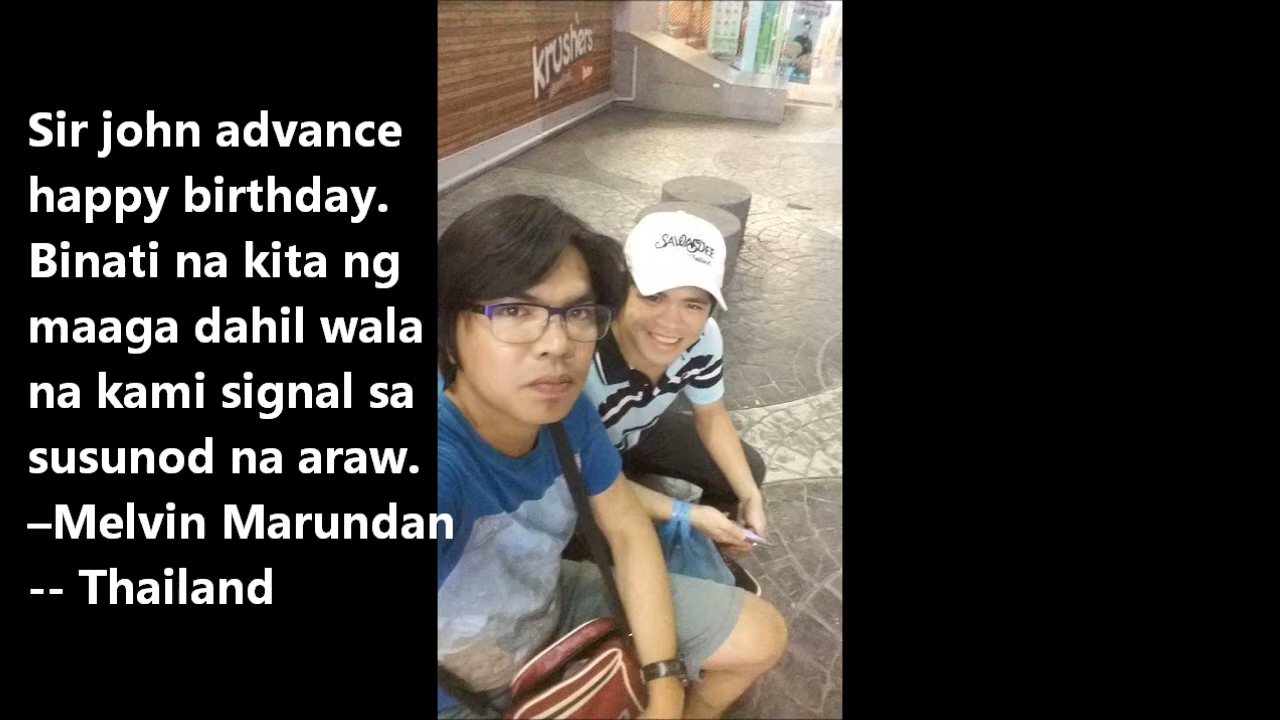 Sir john advance
happy birthday.
Binati na kita ng
maaga dahil wala
na kami signal sa
susunod na araw.
–Melvin Marundan
-- Thailand
krushers
SAWASDEE